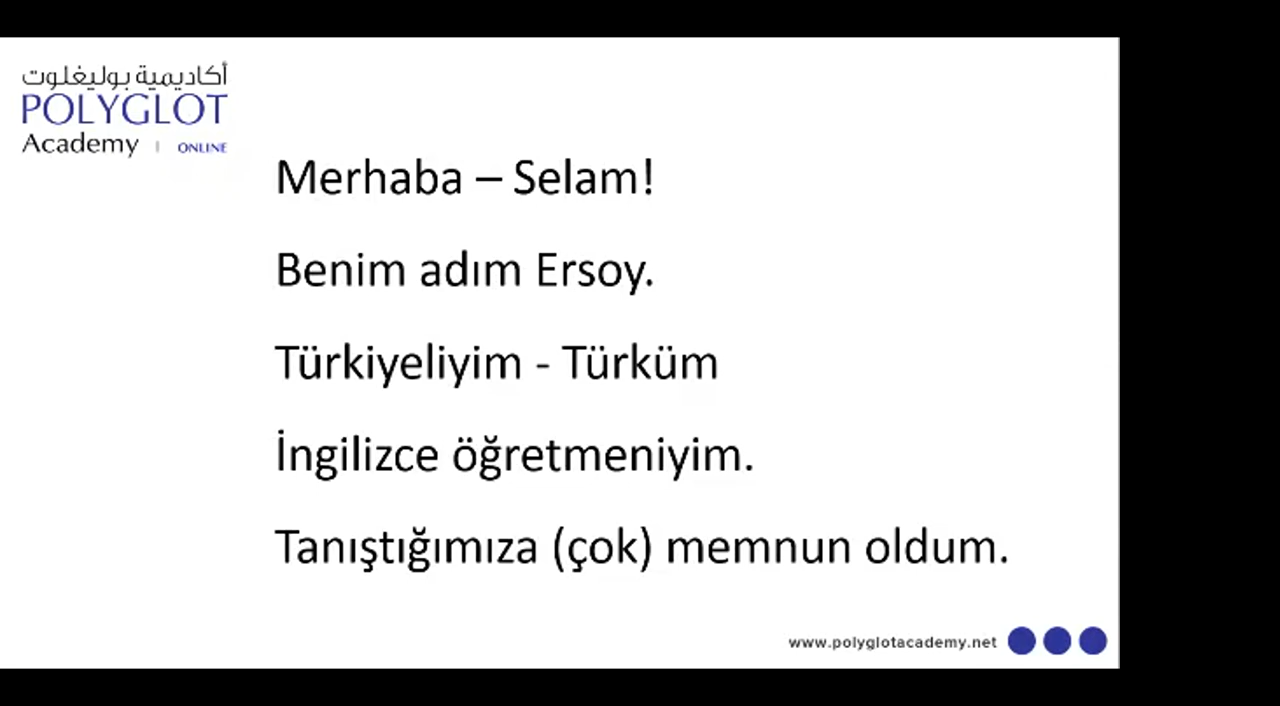 أكاديمية بوليغلوت
POLYGLOT
Academy | ONLINE
Merhaba – Selam!
Benim adım Ersoy.
Türkiyeliyim - Türküm
İngilizce öğretmeniyim.
Tanıştığımıza (çok) memnun oldum.
www.polyglotacademy.net